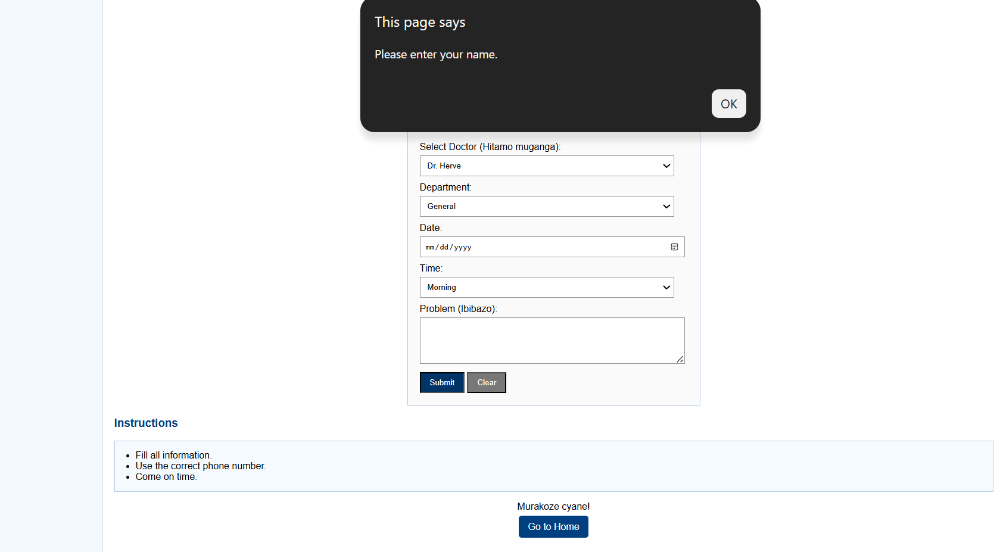 This page says
Please enter your name.
OK
Select Doctor (Hitamo muganga):
Dr. Herve
Department:
General
Date:
mm/dd/yyyy
Time:
Morning
Problem (Ibibazo):
Submit Clear
Instructions
• Fill all information.
• Use the correct phone number.
• Come on time.
Murakoze cyane!
Go to Home